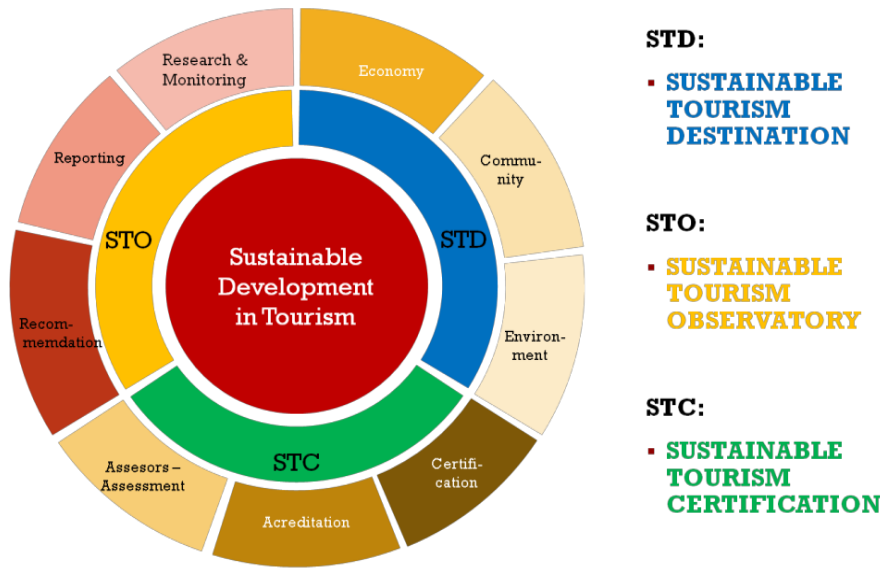 Research &
Monitoring
Economy
Reporting
Commu-
nity
STO
STD
Sustainable
Development
in Tourism
Recom-
memdation
Environ-
ment
STC
Assesors –
Assessment
Certifi-
cation
Acreditation
STD:
▪ SUSTAINABLE
TOURISM
DESTINATION
STO:
▪ SUSTAINABLE
TOURISM
OBSERVATORY
STC:
▪ SUSTAINABLE
TOURISM
CERTIFICATION